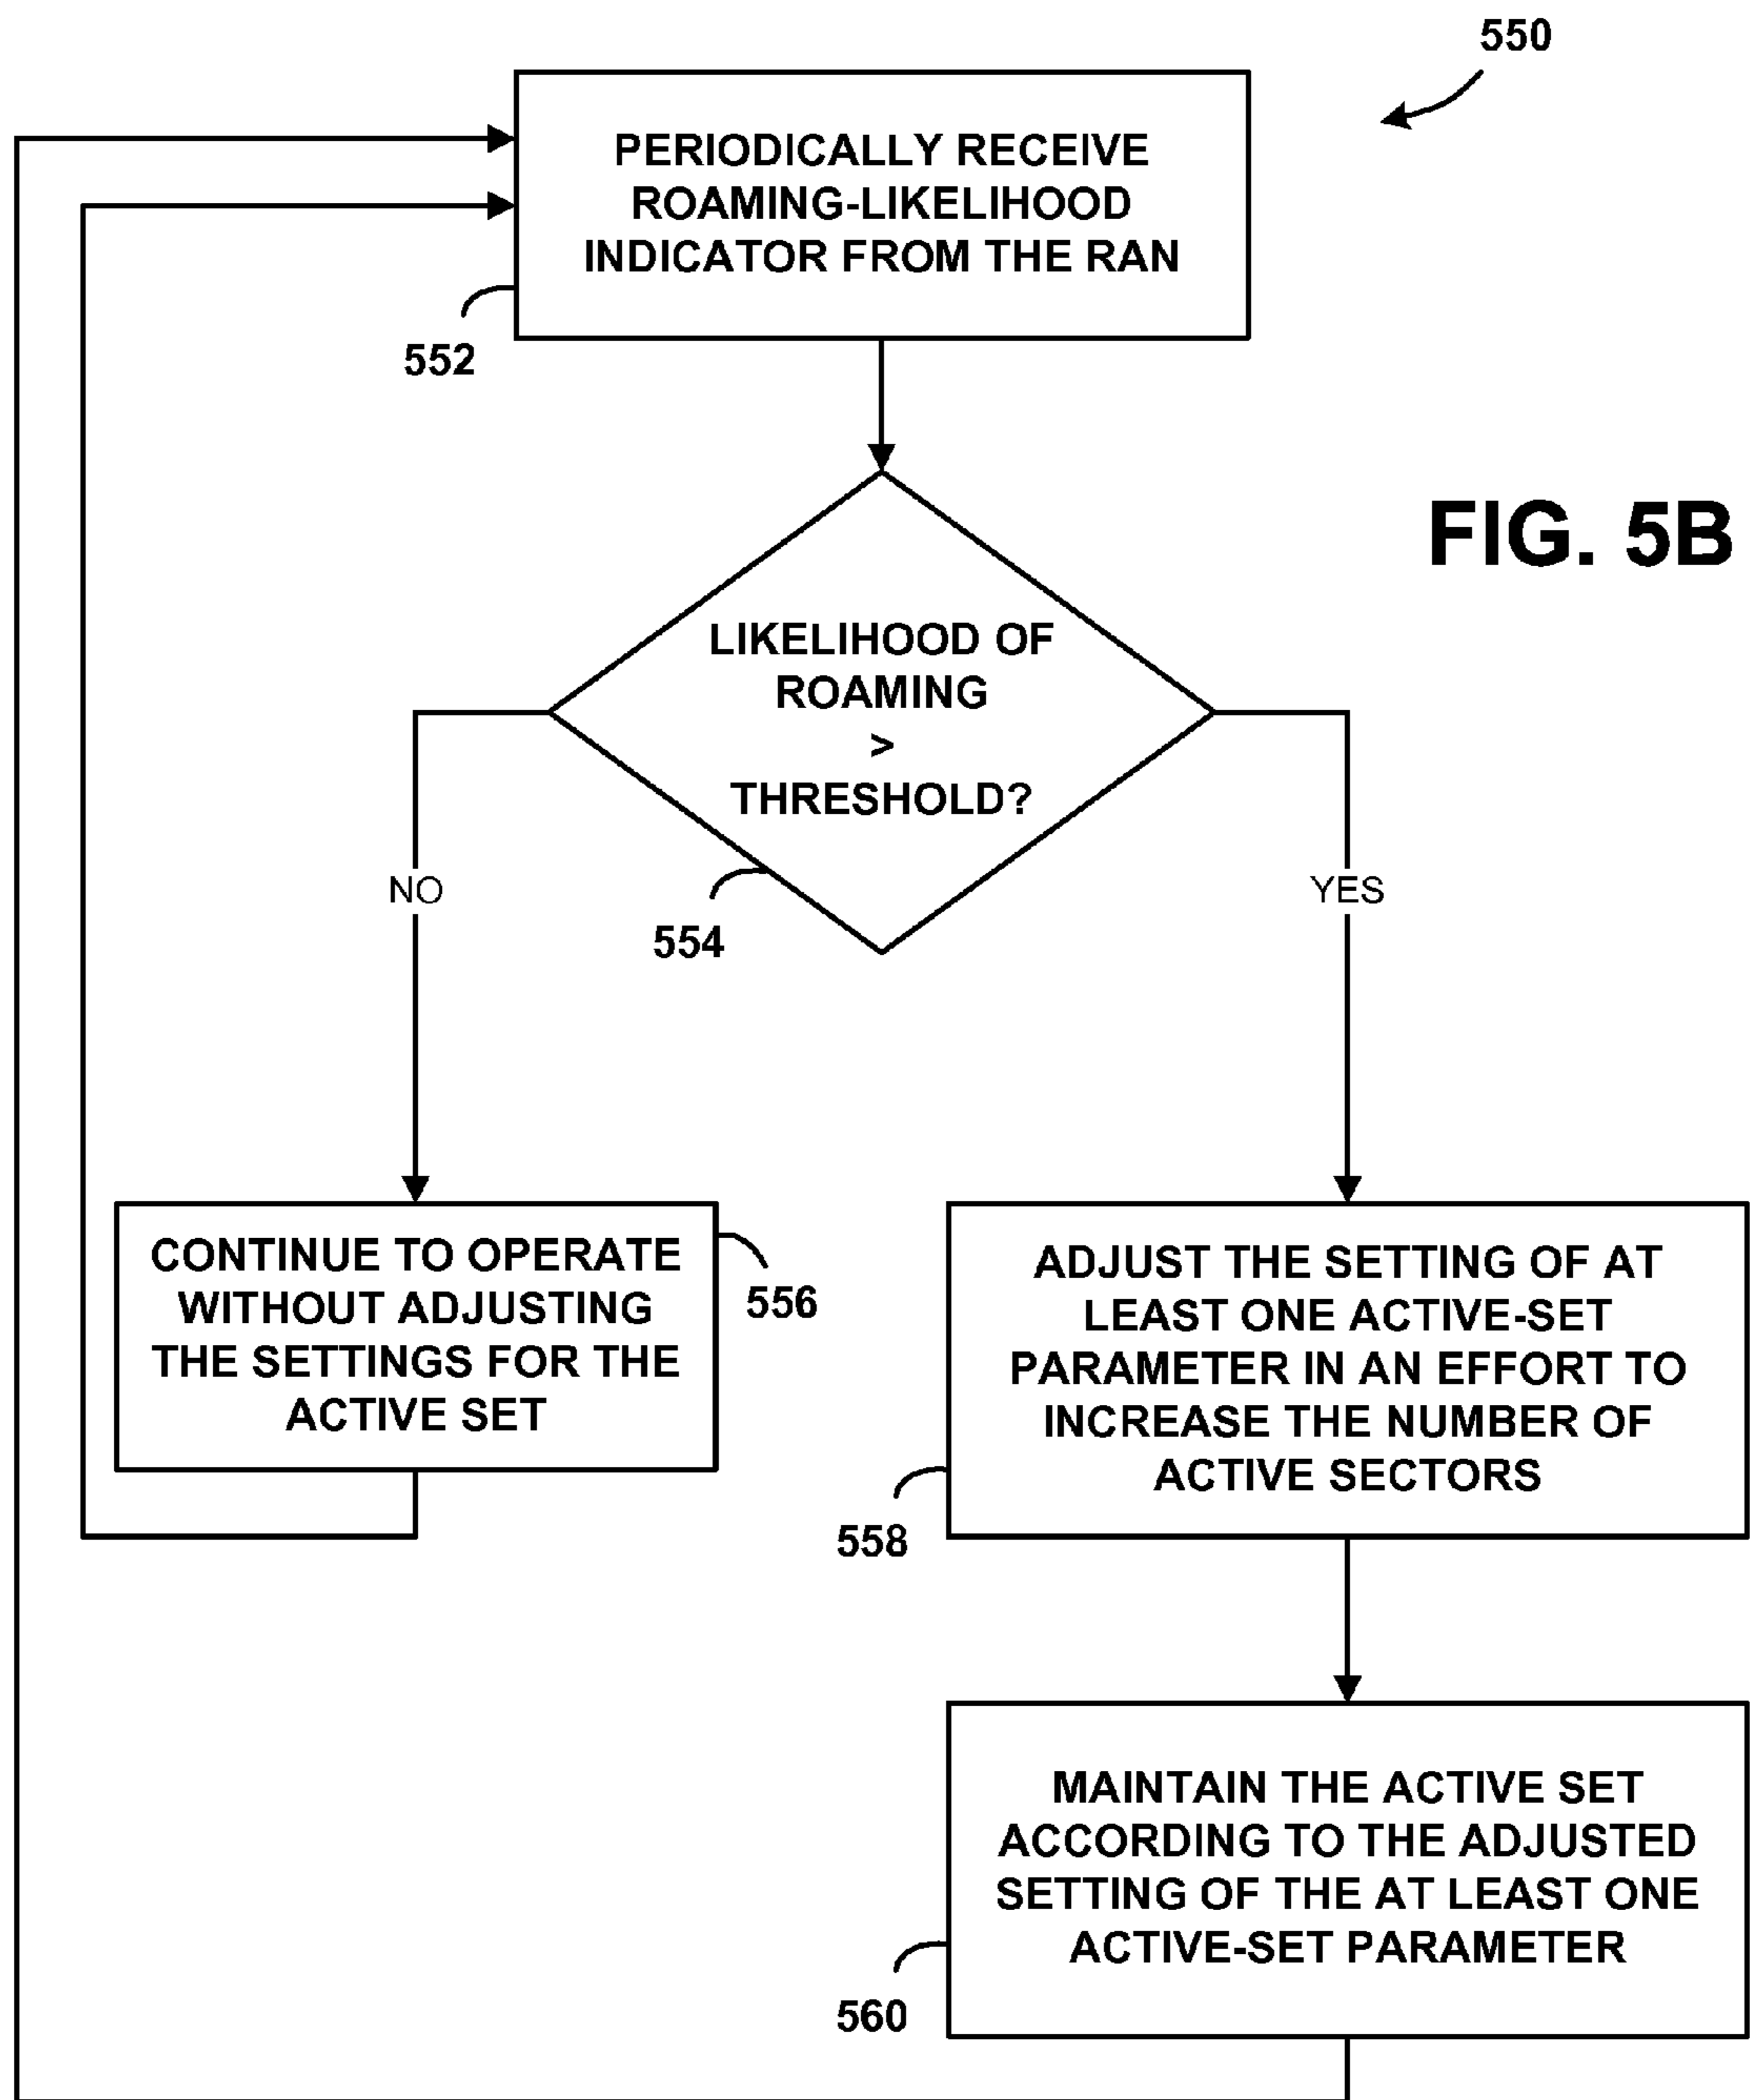 550
PERIODICALLY RECEIVE
ROAMING-LIKELIHOOD
INDICATOR FROM THE RAN
552
FIG. 5B
LIKELIHOOD OF
ROAMING
>
THRESHOLD?
554
NO
YES
CONTINUE TO OPERATE
WITHOUT ADJUSTING
THE SETTINGS FOR THE
ACTIVE SET
556
ADJUST THE SETTING OF AT
LEAST ONE ACTIVE-SET
PARAMETER IN AN EFFORT TO
INCREASE THE NUMBER OF
ACTIVE SECTORS
558
MAINTAIN THE ACTIVE SET
ACCORDING TO THE ADJUSTED
SETTING OF THE AT LEAST ONE
ACTIVE-SET PARAMETER
560